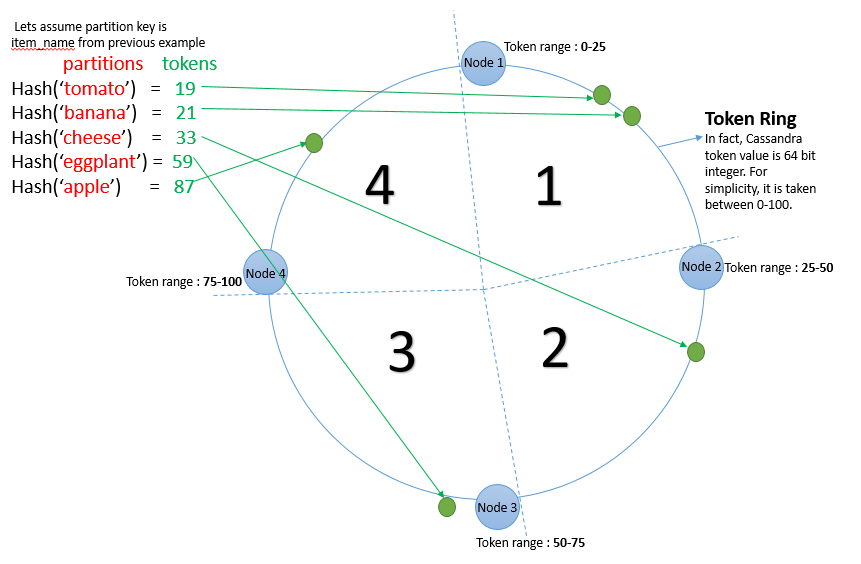 Lets assume partition key is
item_name from previous example
partitions tokens
Hash(‘tomato’) = 19
Hash(‘banana’) = 21
Hash(‘cheese’) = 33
Hash(‘eggplant’) = 59
Hash(‘apple’) = 87
Node 1
Token range : 0-25
Token Ring
In fact, Cassandra
token value is 64 bit
integer. For
simplicity, it is taken
between 0-100.
4
1
Node 4
Token range : 75-100
Node 2
Token range : 25-50
3
2
Node 3
Token range : 50-75